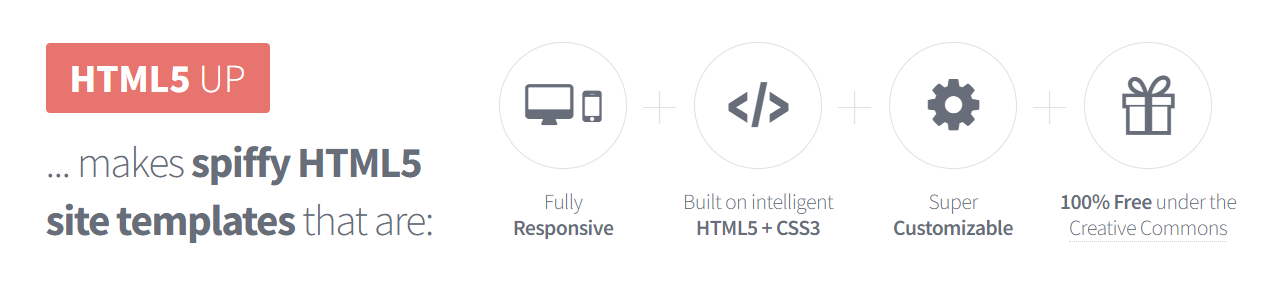 HTML5 UP
... makes spiffy HTML5
site templates that are:
Fully
Responsive
Built on intelligent
HTML5 + CSS3
Super
Customizable
100% Free under the
Creative Commons